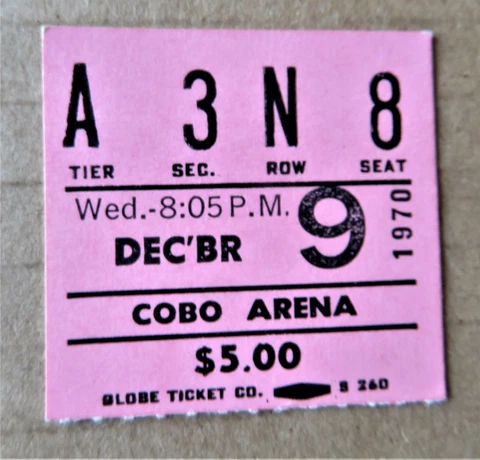 A 3 N 8
TIER SEC. ROW SEAT
Wed.-8:05 P.M.
DEC'BR 9 1970
COBO ARENA
$5.00
GLOBE TICKET CO. S 260